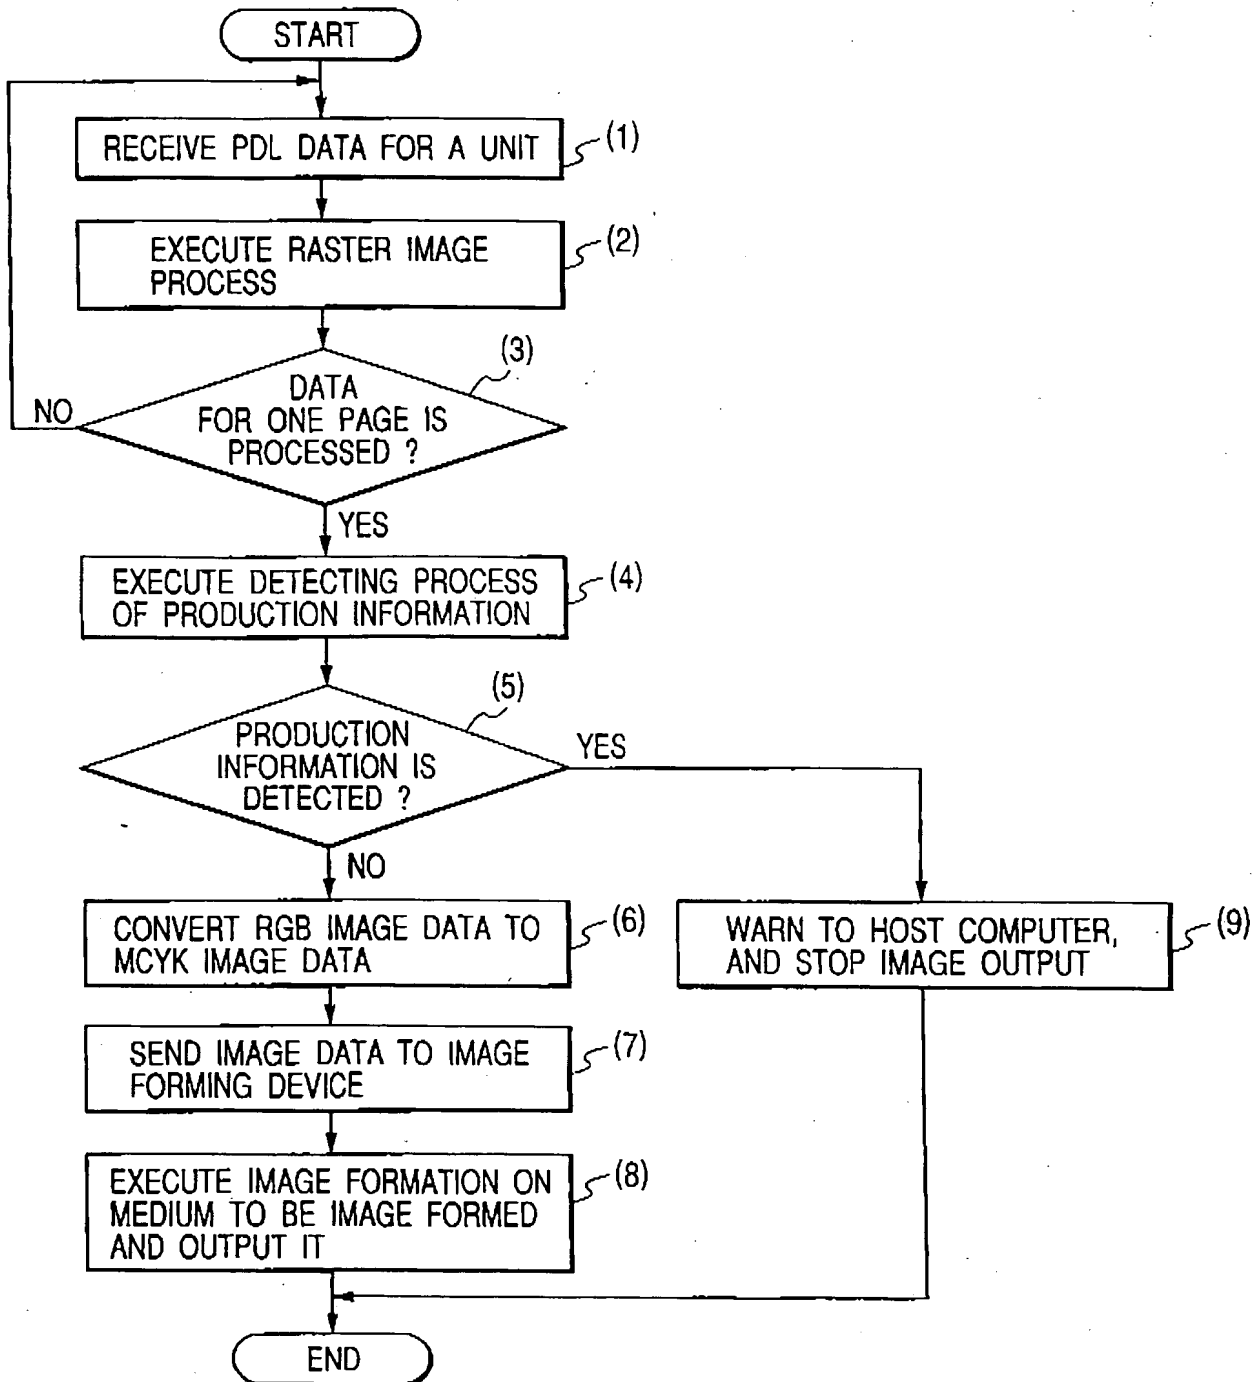 START
RECEIVE PDL DATA FOR A UNIT
(1)
EXECUTE RASTER IMAGE
PROCESS
(2)
(3)
DATA
FOR ONE PAGE IS
PROCESSED ?
NO
YES
EXECUTE DETECTING PROCESS
OF PRODUCTION INFORMATION
(4)
(5)
PRODUCTION
INFORMATION IS
DETECTED ?
YES
NO
CONVERT RGB IMAGE DATA TO
MCYK IMAGE DATA
(6)
WARN TO HOST COMPUTER,
AND STOP IMAGE OUTPUT
(9)
SEND IMAGE DATA TO IMAGE
FORMING DEVICE
(7)
EXECUTE IMAGE FORMATION ON
MEDIUM TO BE IMAGE FORMED
AND OUTPUT IT
(8)
END